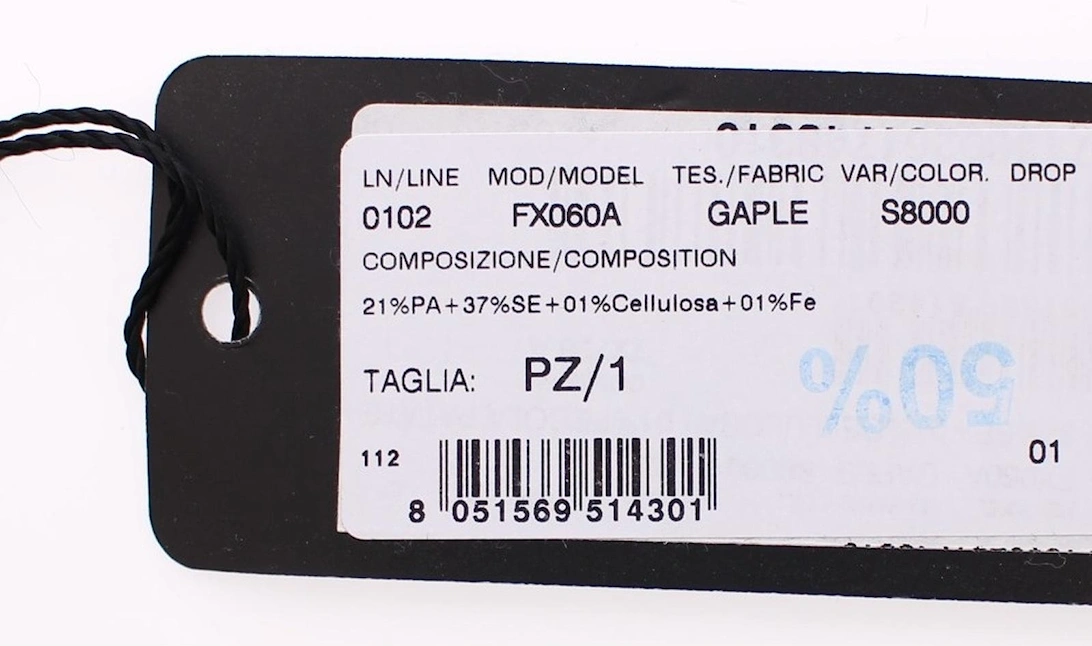 LN/LINE MOD/MODEL TES./FABRIC VAR/COLOR. DROP
0102 FX060A GAPLE S8000
COMPOSIZIONE/COMPOSITION
21%PA+37%SE+01%Cellulosa+01%Fe
50%
TAGLIA: PZ/1
112
01
8 051569 514301